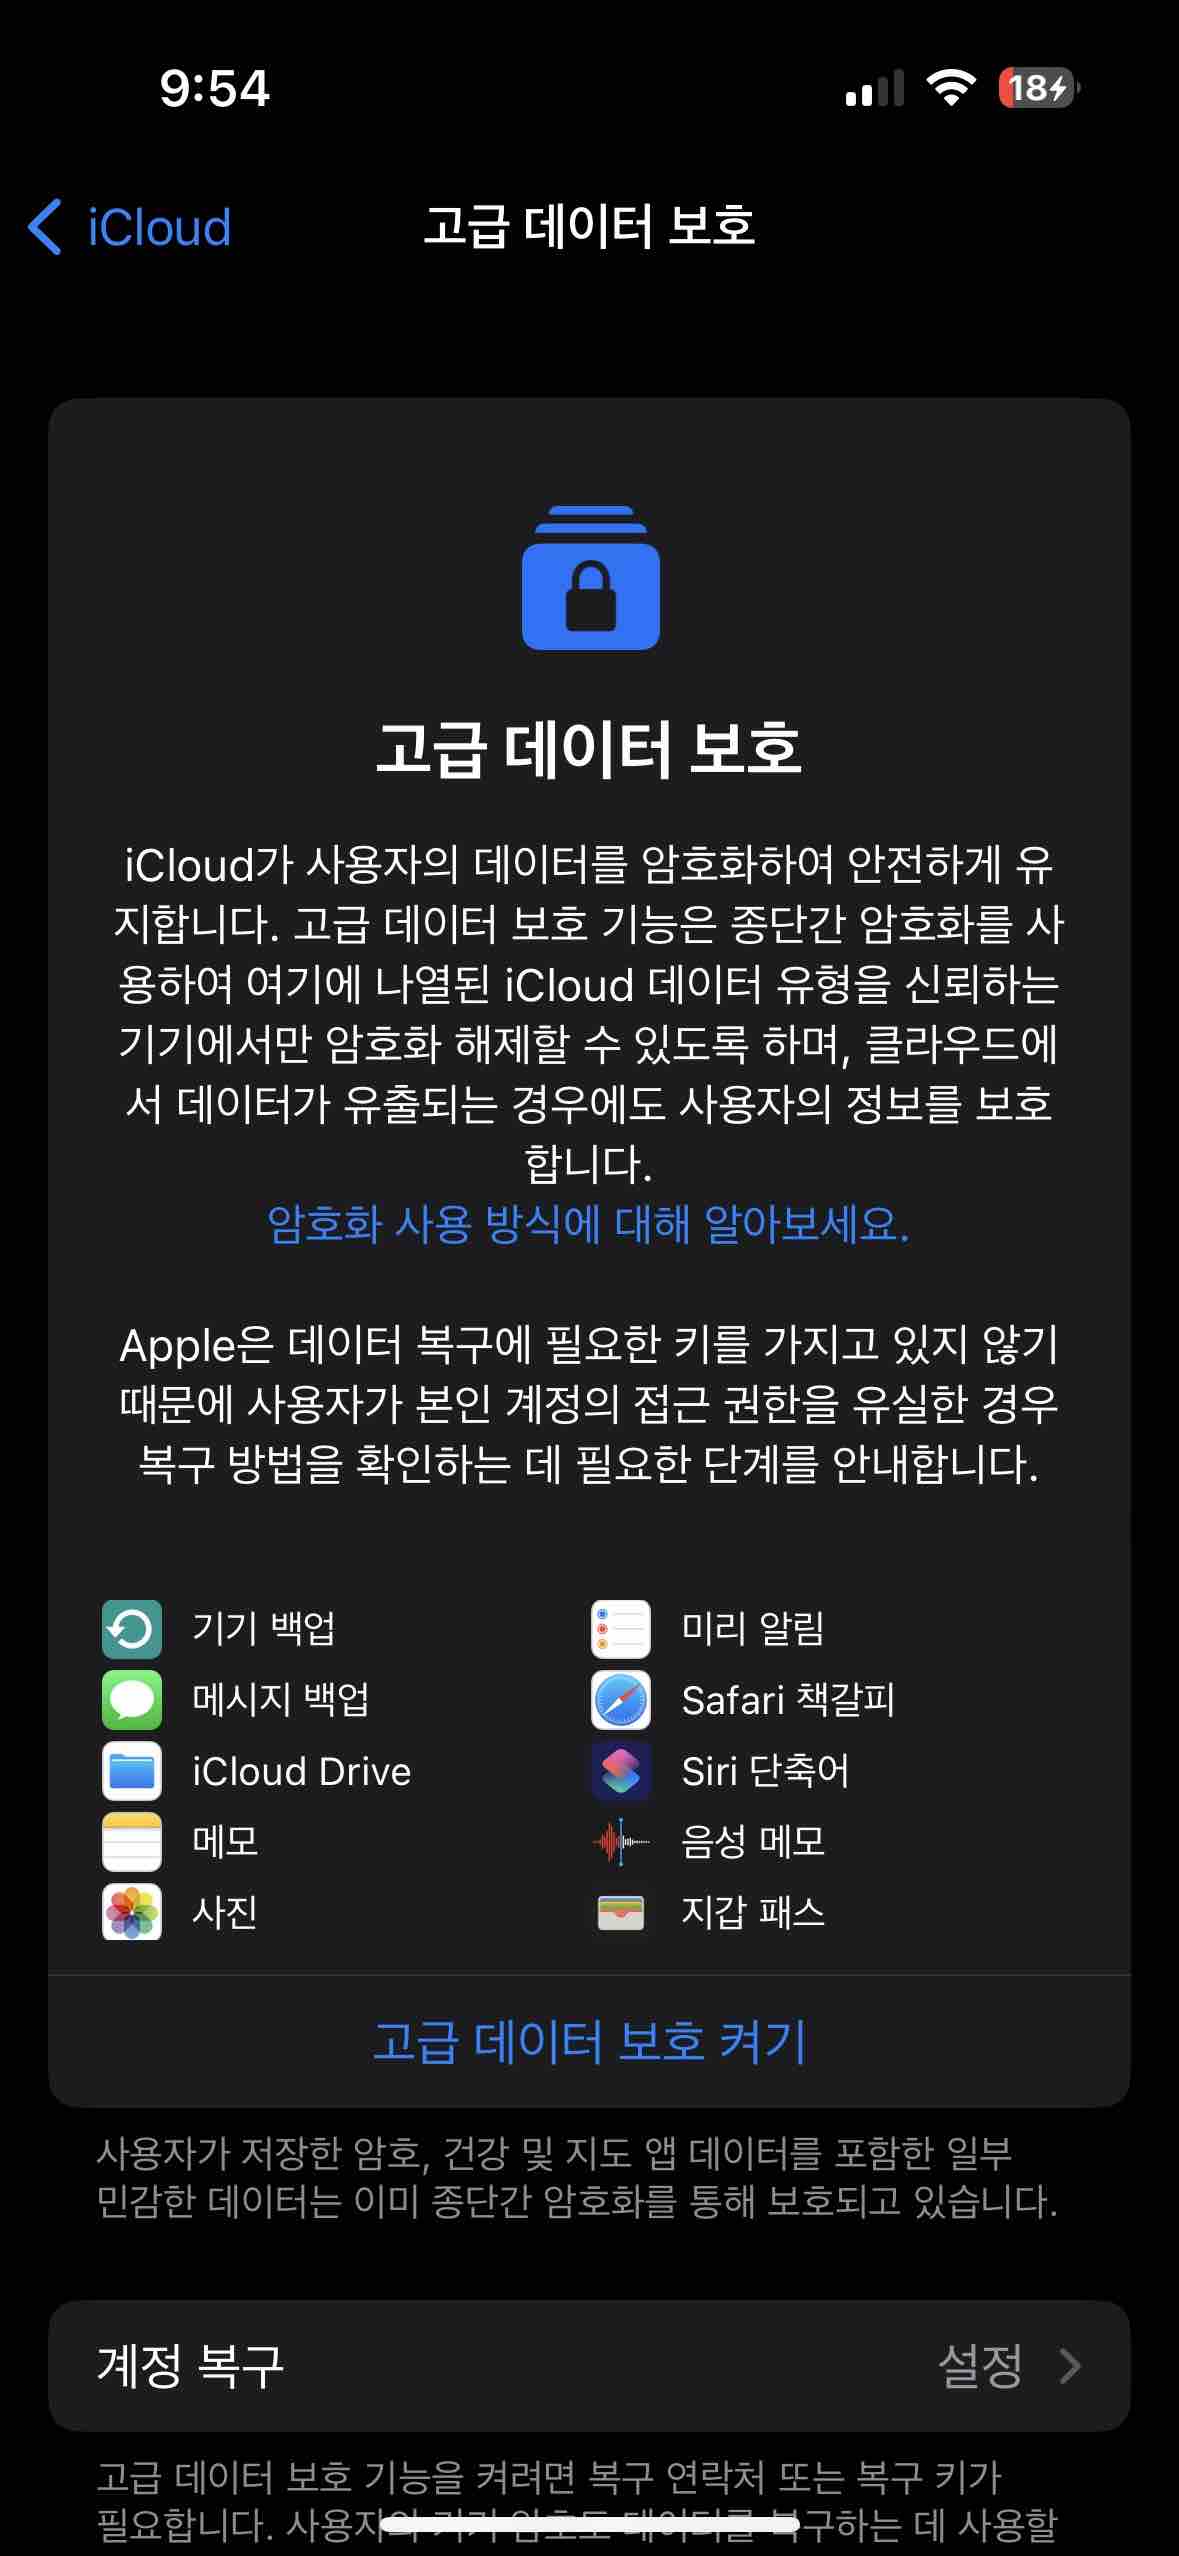 9:54
18
iCloud
고급 데이터 보호
고급 데이터 보호
iCloud가 사용자의 데이터를 암호화하여 안전하게 유
지합니다. 고급 데이터 보호 기능은 종단간 암호화를 사
용하여 여기에 나열된 iCloud 데이터 유형을 신뢰하는
기기에서만 암호화 해제할 수 있도록 하며, 클라우드에
서 데이터가 유출되는 경우에도 사용자의 정보를 보호
합니다.
암호화 사용 방식에 대해 알아보세요.
Apple은 데이터 복구에 필요한 키를 가지고 있지 않기
때문에 사용자가 본인 계정의 접근 권한을 유실한 경우
복구 방법을 확인하는 데 필요한 단계를 안내합니다.
기기 백업
미리 알림
메시지 백업
Safari 책갈피
iCloud Drive
Siri 단축어
메모
음성 메모
사진
지갑 패스
고급 데이터 보호 켜기
사용자가 저장한 암호, 건강 및 지도 앱 데이터를 포함한 일부
민감한 데이터는 이미 종단간 암호화를 통해 보호되고 있습니다.
계정 복구
설정
고급 데이터 보호 기능을 켜려면 복구 연락처 또는 복구 키가
필요합니다. 사용자의 기기 암호도 데이터를 복구하는 데 사용할